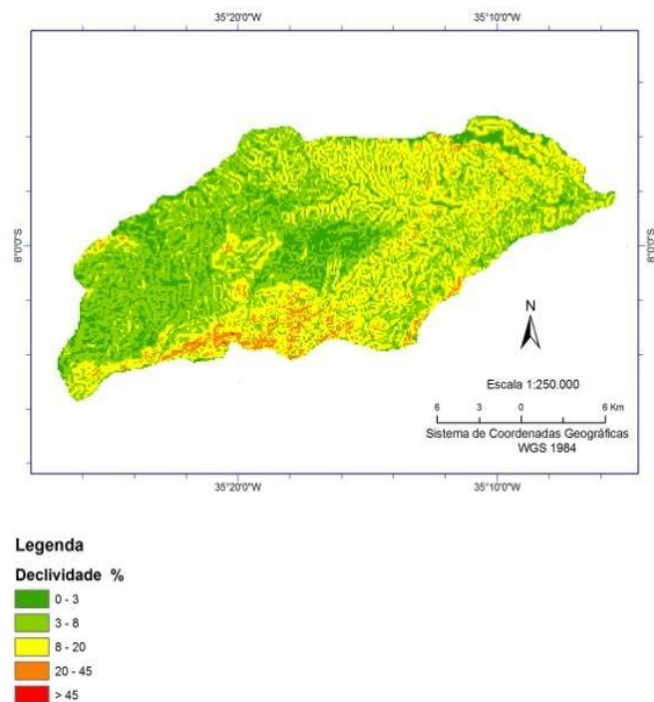 35°20'0"W 35°10'0"W
8°0'0"S 8°0'0"S
N
Escala 1:250.000
6 3 0 6 Km
Sistema de Coordenadas Geográficas
WGS 1984
35°20'0"W 35°10'0"W
Legenda
Declividade %
0 - 3
3 - 8
8 - 20
20 - 45
> 45